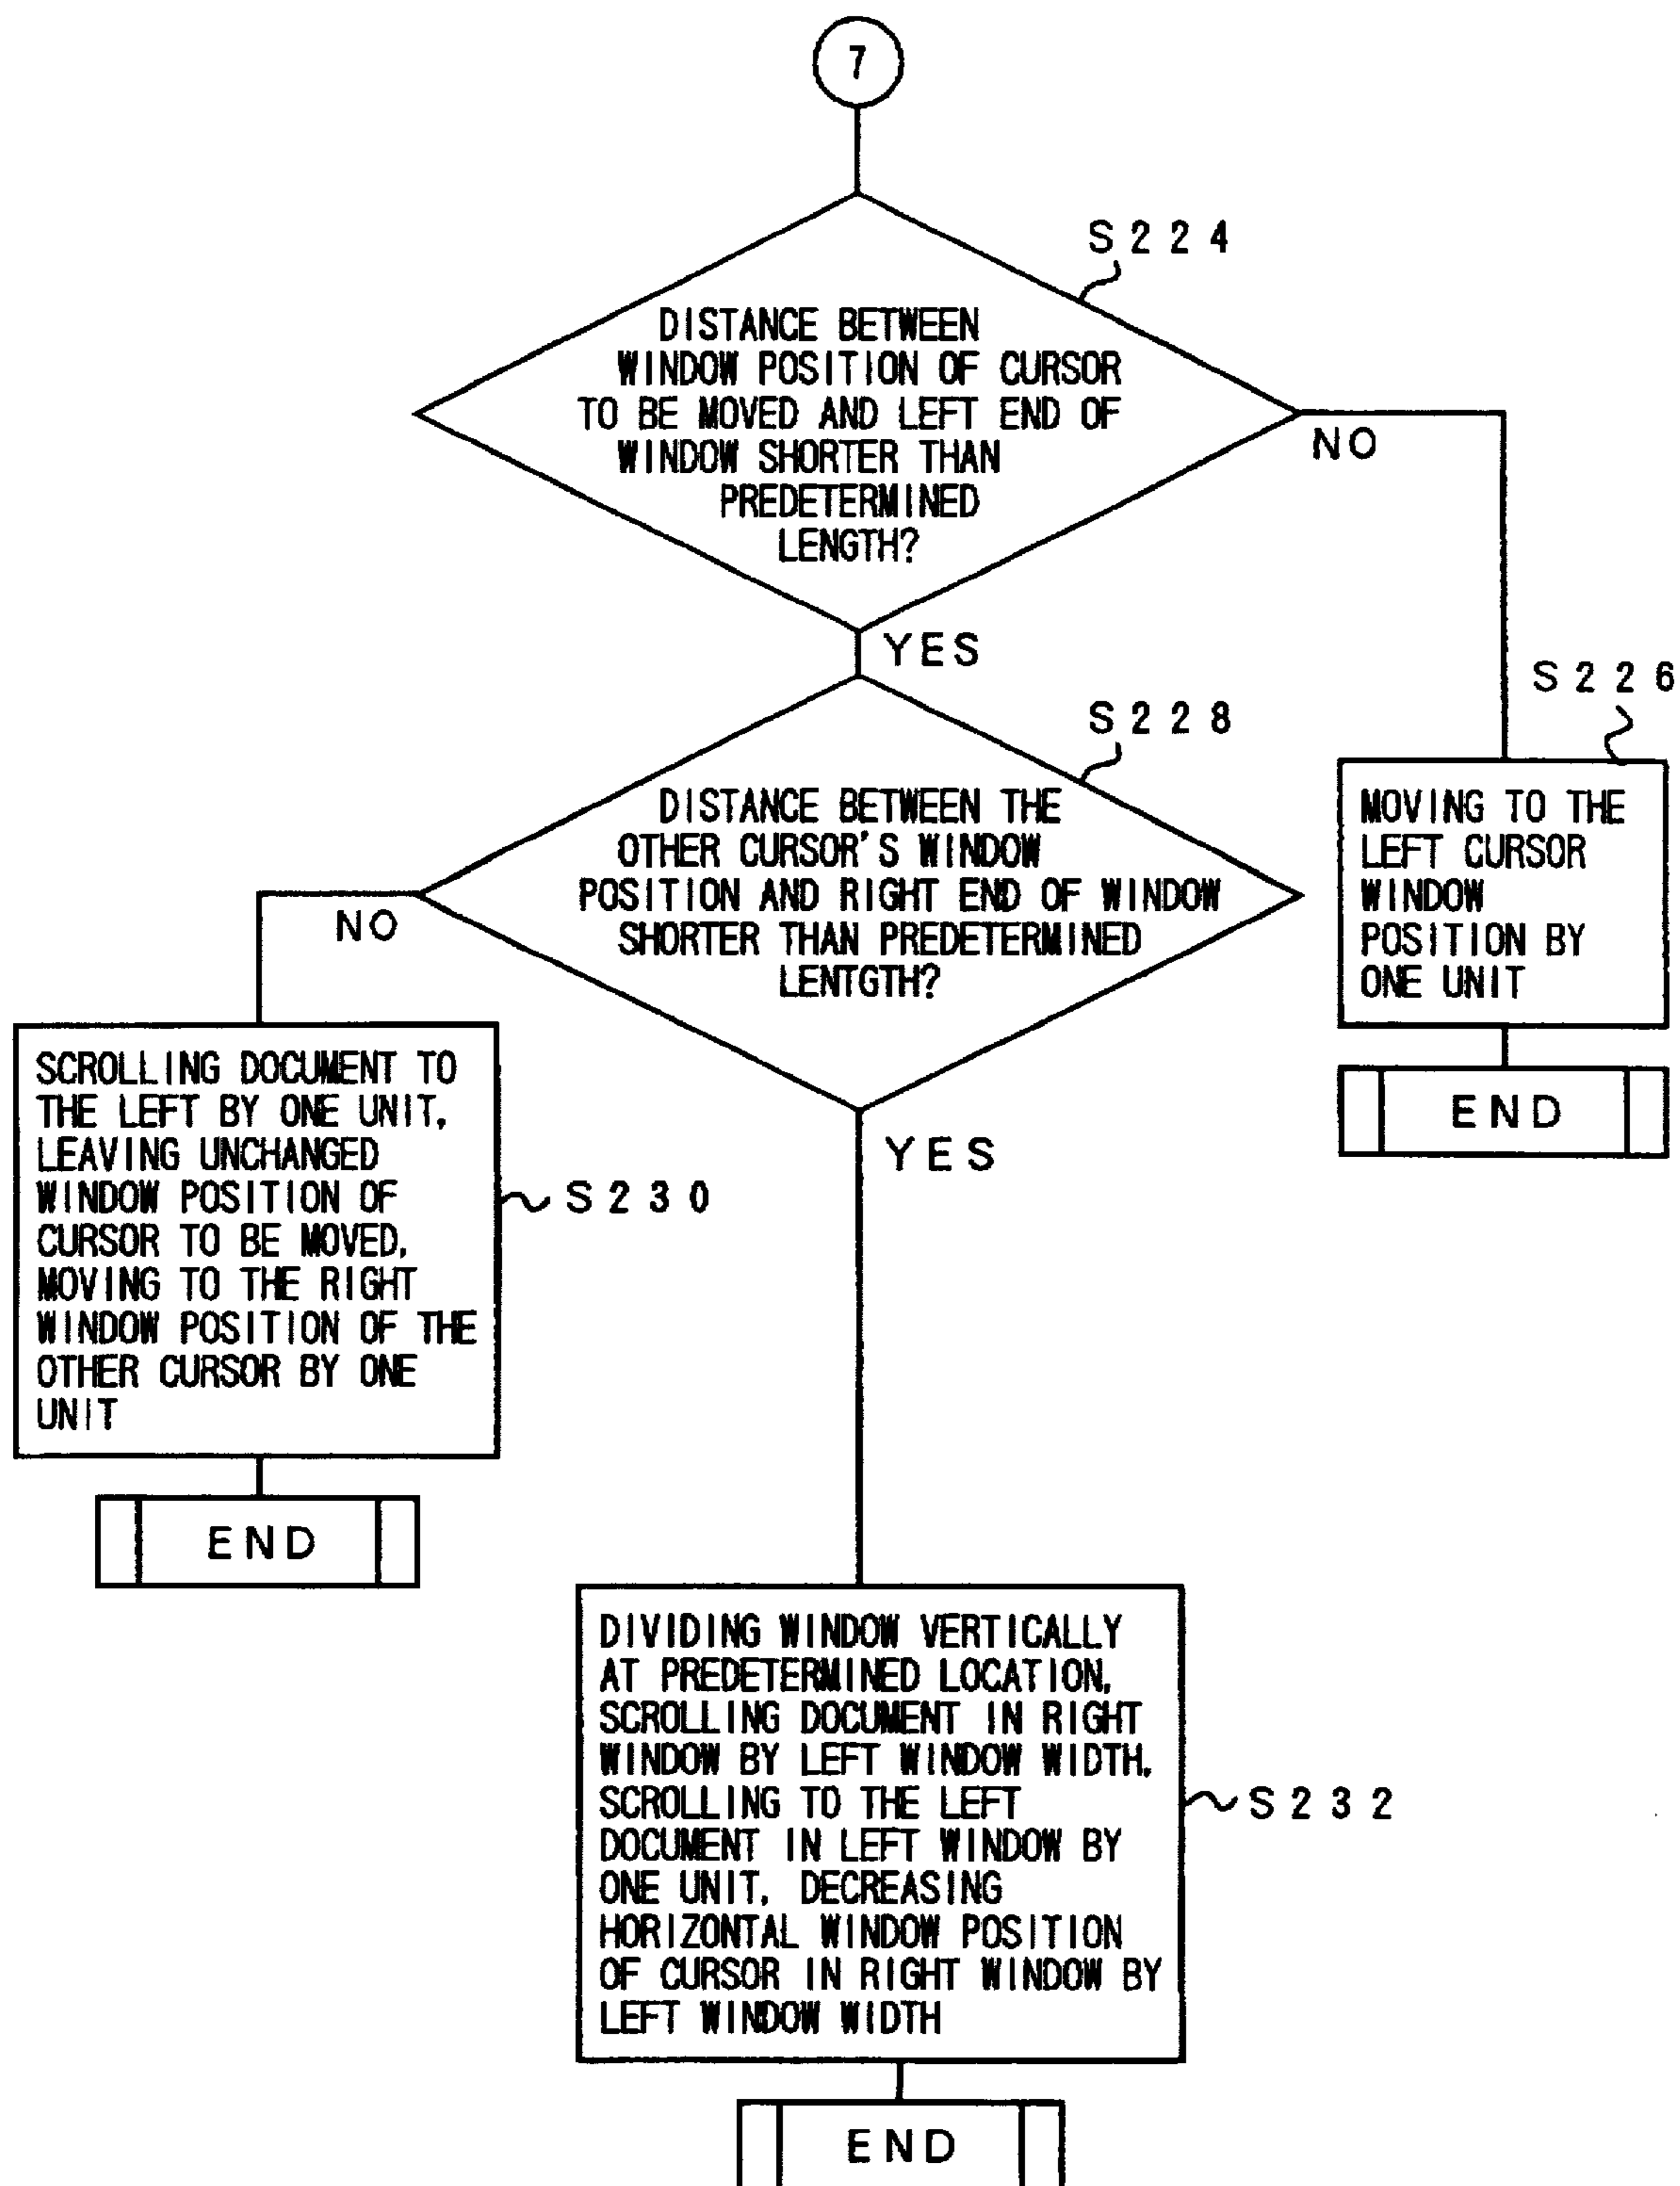 7
S224
DISTANCE BETWEEN
WINDOW POSITION OF CURSOR
TO BE MOVED AND LEFT END OF
WINDOW SHORTER THAN
PREDETERMINED
LENGTH?
NO
YES
S226
MOVING TO THE
LEFT CURSOR
WINDOW
POSITION BY
ONE UNIT
END
S228
DISTANCE BETWEEN THE
OTHER CURSOR'S WINDOW
POSITION AND RIGHT END OF WINDOW
SHORTER THAN PREDETERMINED
LENTGTH?
NO
YES
SCROLLING DOCUMENT TO
THE LEFT BY ONE UNIT,
LEAVING UNCHANGED
WINDOW POSITION OF
CURSOR TO BE MOVED,
MOVING TO THE RIGHT
WINDOW POSITION OF THE
OTHER CURSOR BY ONE
UNIT
S230
END
DIVIDING WINDOW VERTICALLY
AT PREDETERMINED LOCATION,
SCROLLING DOCUMENT IN RIGHT
WINDOW BY LEFT WINDOW WIDTH,
SCROLLING TO THE LEFT
DOCUMENT IN LEFT WINDOW BY
ONE UNIT, DECREASING
HORIZONTAL WINDOW POSITION
OF CURSOR IN RIGHT WINDOW BY
LEFT WINDOW WIDTH
S232
END